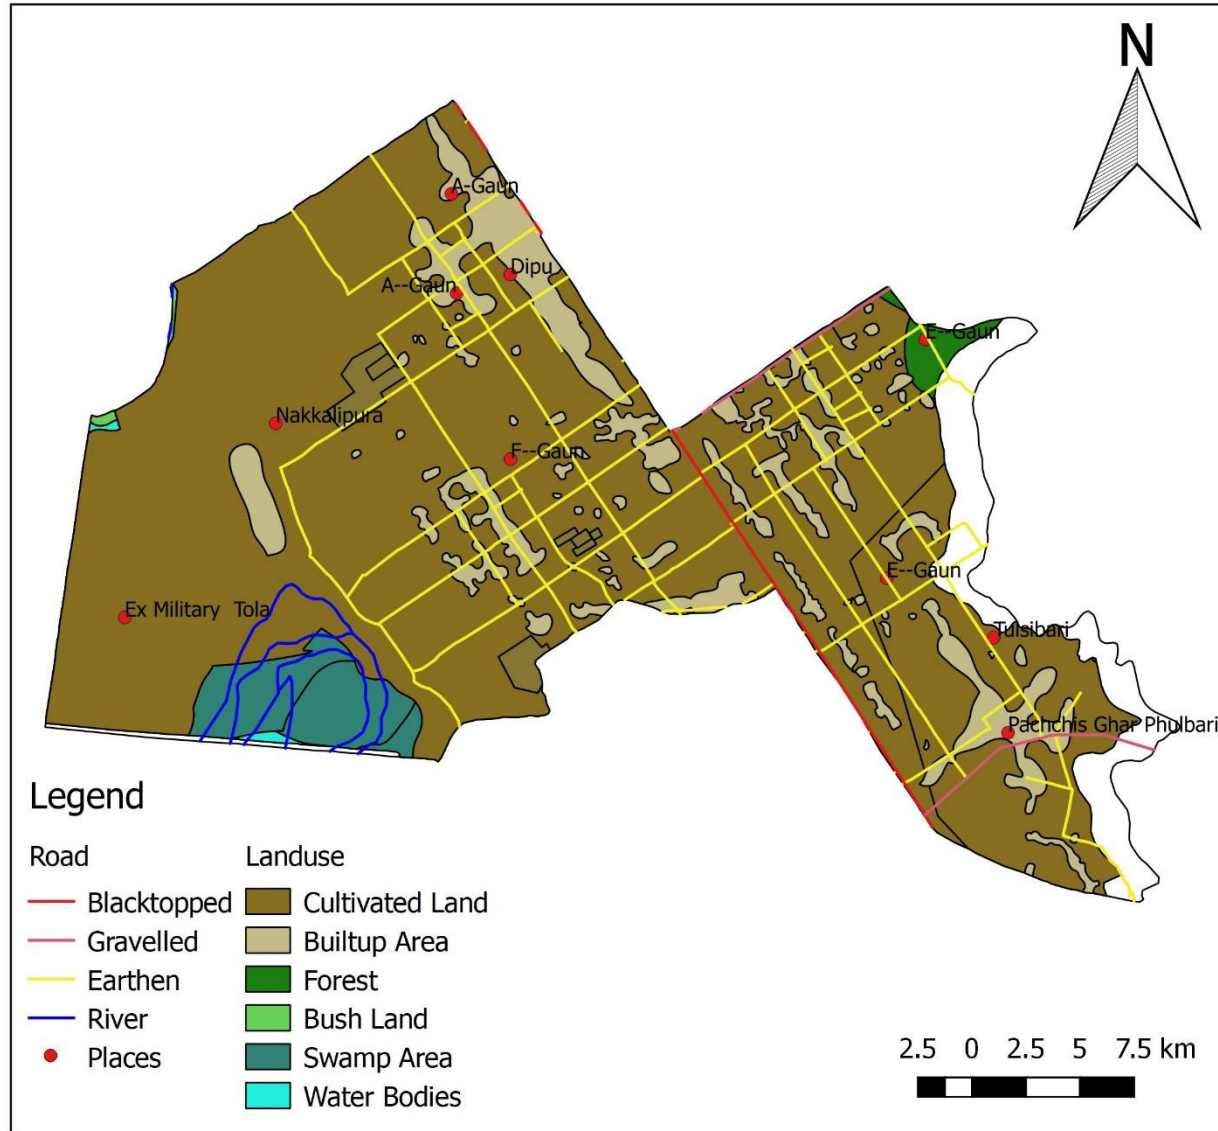 N
A-Gaun
Dipu
A--Gaun
E--Gaun
Nakkalipura
F--Gaun
E--Gaun
Ex Military Tola
Tulsibari
Pachchis Ghar Phulbari
Legend
Road
Blacktopped
Gravelled
Earthen
River
Places
Landuse
Cultivated Land
Builtup Area
Forest
Bush Land
Swamp Area
Water Bodies
2.5 0 2.5 5 7.5 km